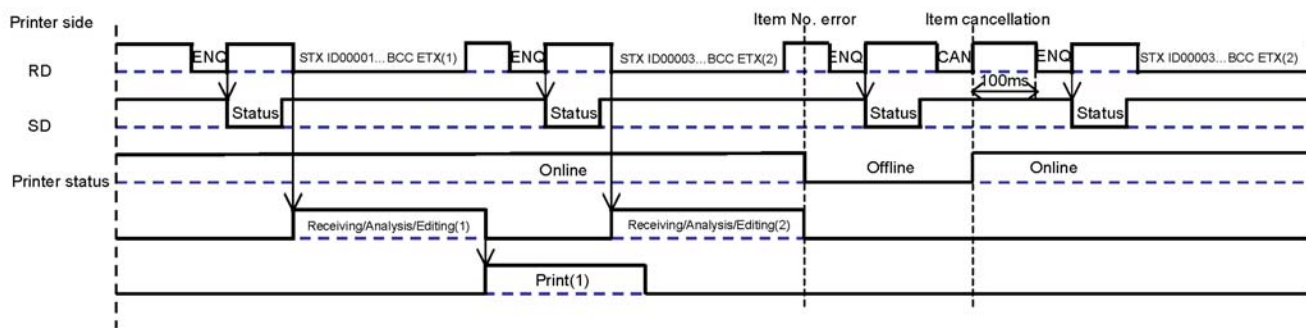 Printer side
Item No. error
Item cancellation
RD
ENQ
STX ID00001...BCC ETX(1)
ENQ
STX ID00003...BCC ETX(2)
ENQ
CAN
ENQ
STX ID00003...BCC ETX(2)
100ms
SD
Status
Status
Status
Status
Printer status
Online
Offline
Online
Receiving/Analysis/Editing(1)
Receiving/Analysis/Editing(2)
Print(1)